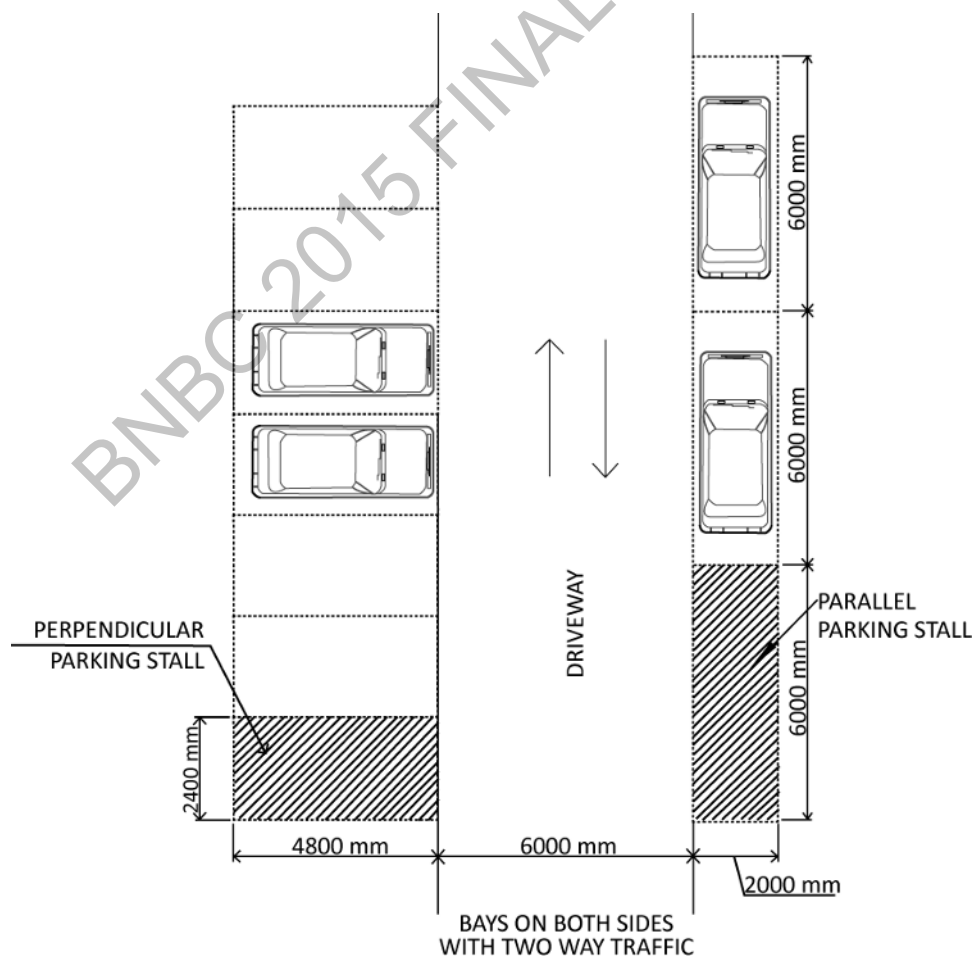 BNBC 2015 FINAL
6000 mm
6000 mm
DRIVEWAY
PERPENDICULAR
PARKING STALL
PARALLEL
PARKING STALL
6000 mm
2400 mm
4800 mm
6000 mm
2000 mm
BAYS ON BOTH SIDES
WITH TWO WAY TRAFFIC